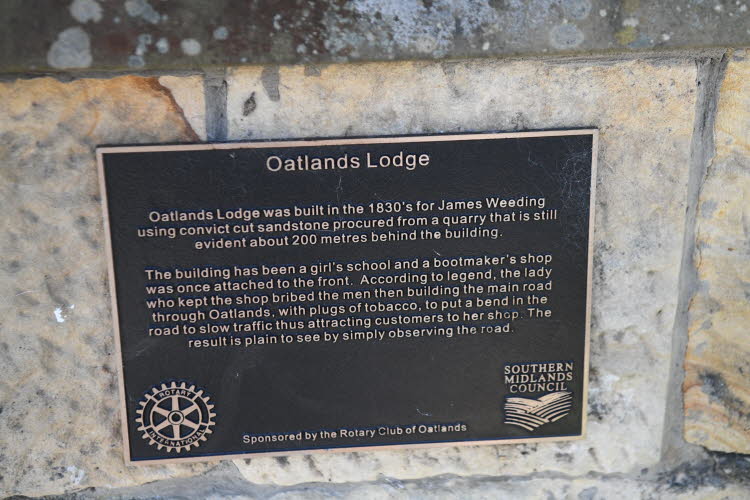 Oatlands Lodge
Oatlands Lodge was built in the 1830's for James Weeding
using convict cut sandstone procured from a quarry that is still
evident about 200 metres behind the building.
The building has been a girl's school and a bootmaker's shop
was once attached to the front. According to legend, the lady
who kept the shop bribed the men then building the main road
through Oatlands, with plugs of tobacco, to put a bend in the
road to slow traffic thus attracting customers to her shop. The
result is plain to see by simply observing the road.
ROTARY
INTERNATIONAL
Sponsored by the Rotary Club of Oatlands
SOUTHERN
MIDLANDS
COUNCIL